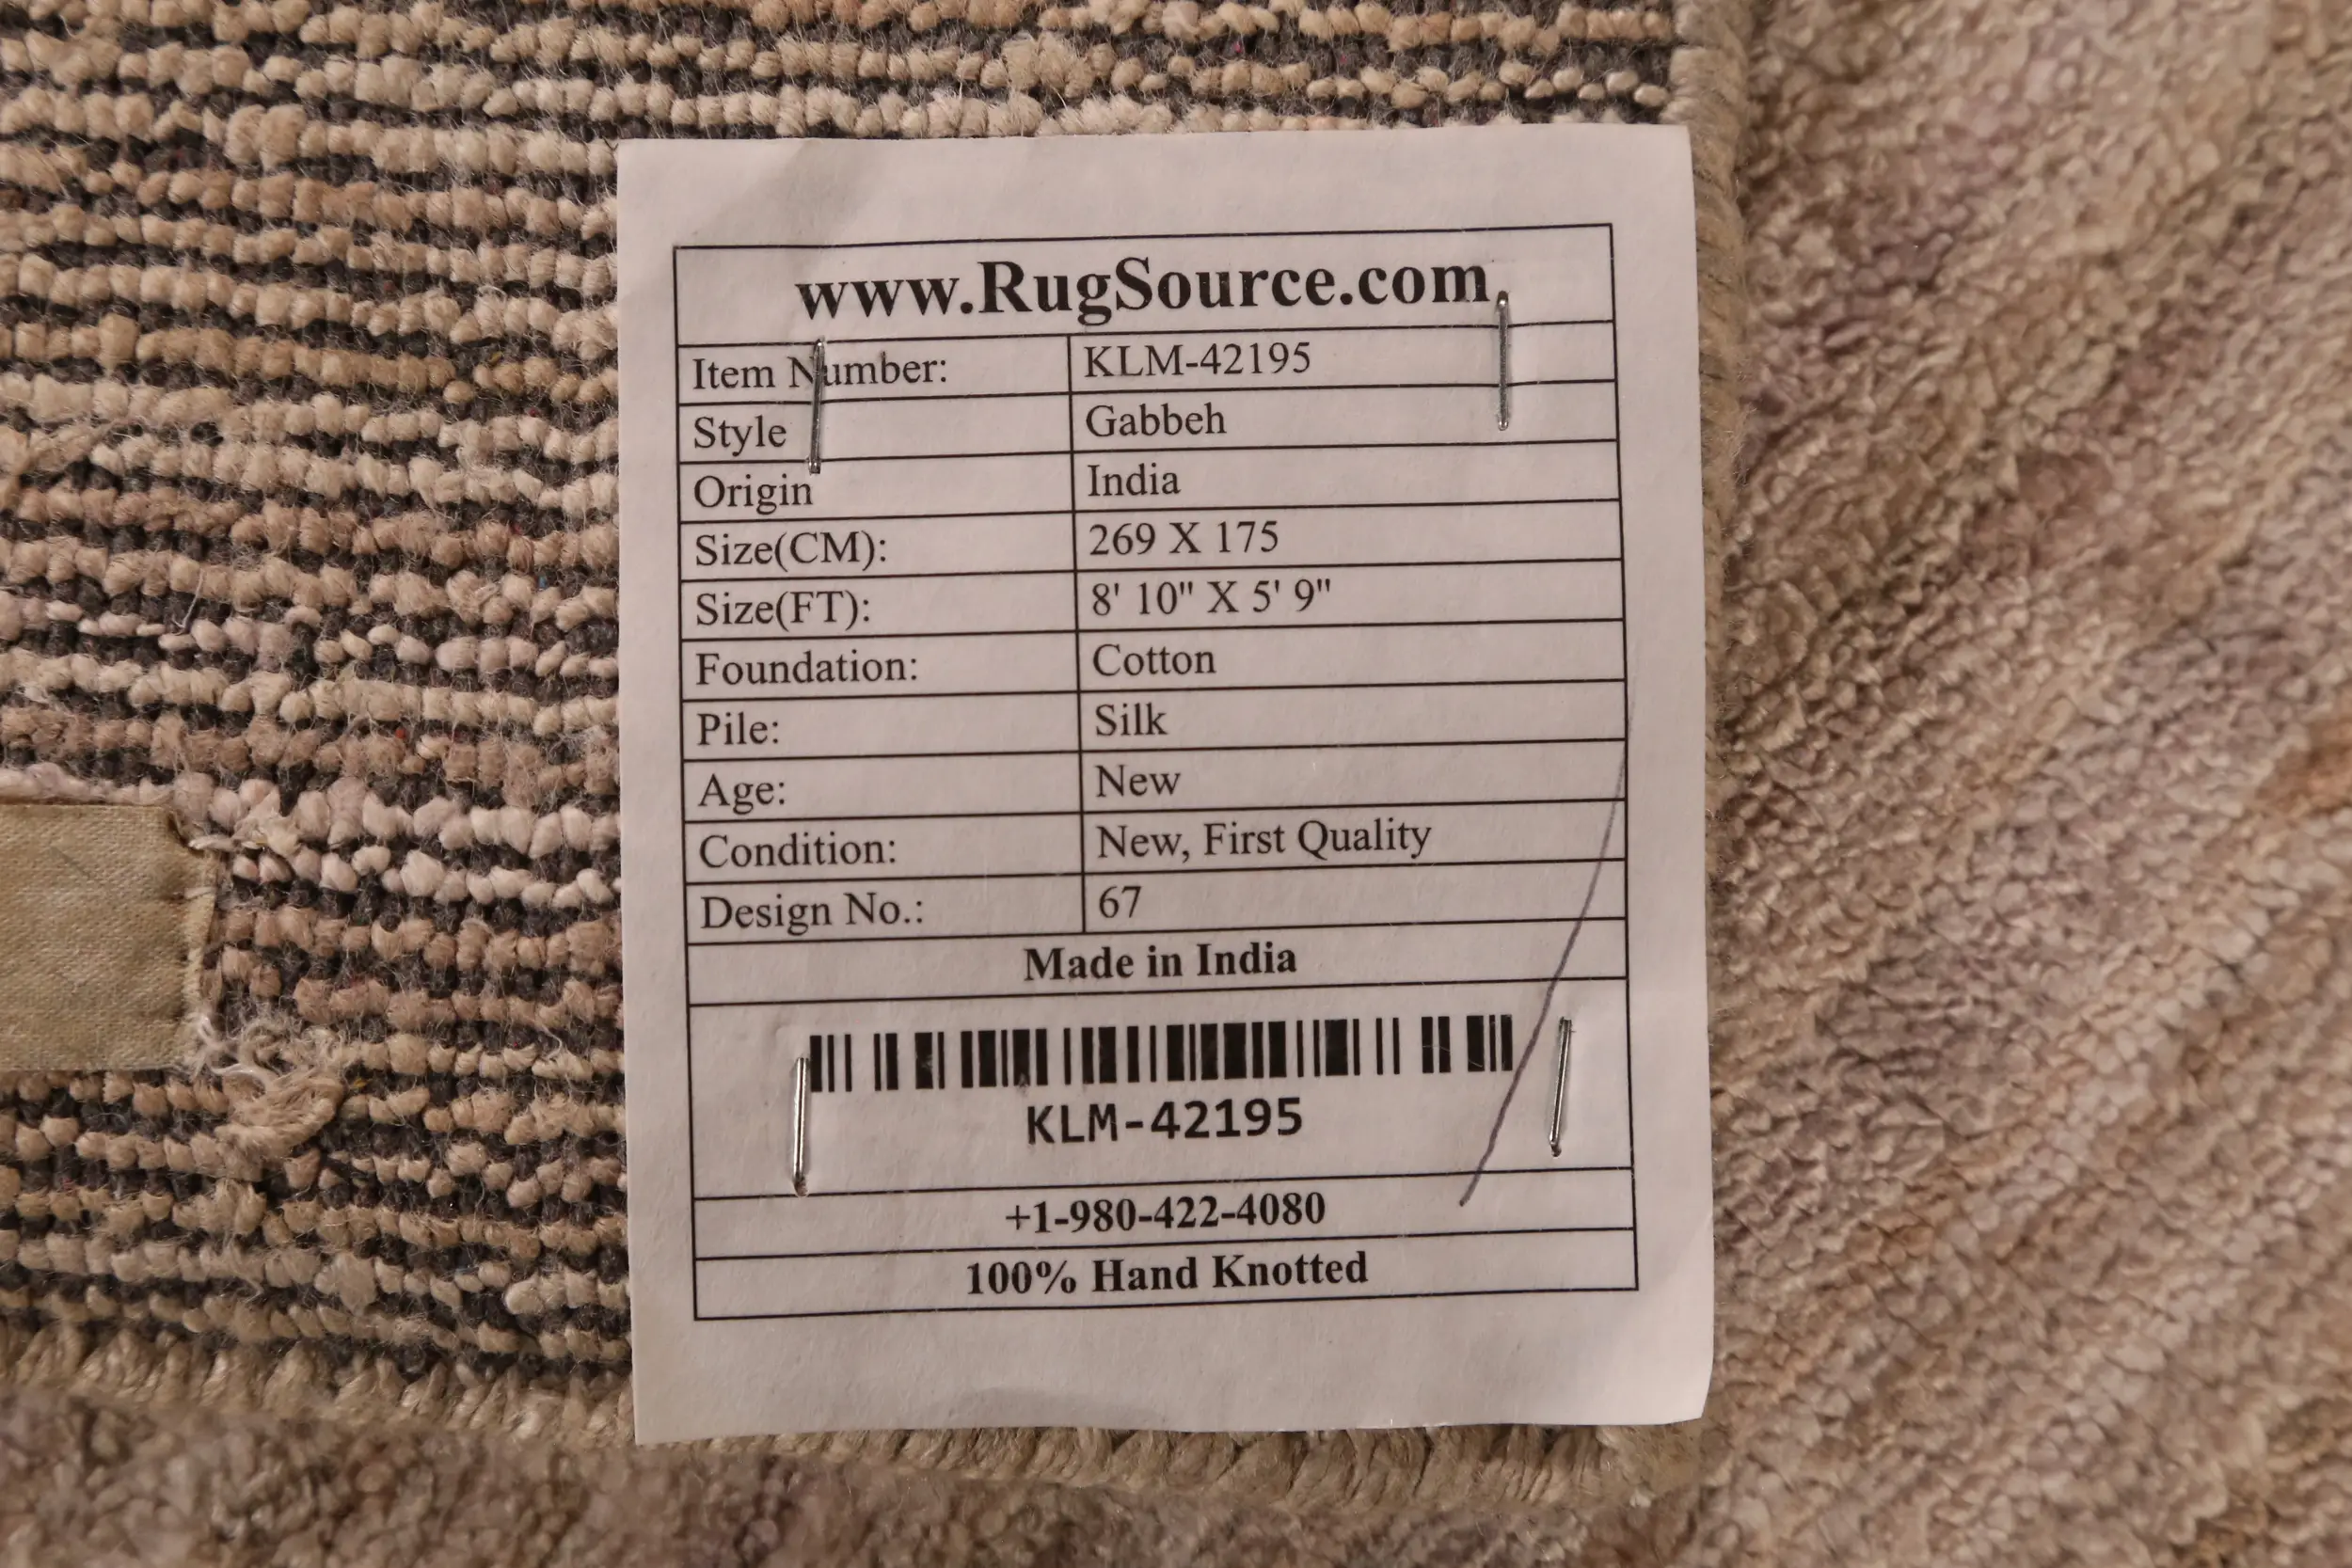 www.RugSource.com
Item Number: KLM-42195
Style Gabbeh
Origin India
Size(CM): 269 X 175
Size(FT): 8' 10" X 5' 9"
Foundation: Cotton
Pile: Silk
Age: New
Condition: New, First Quality
Design No.: 67
Made in India
KLM-42195
+1-980-422-4080
100% Hand Knotted